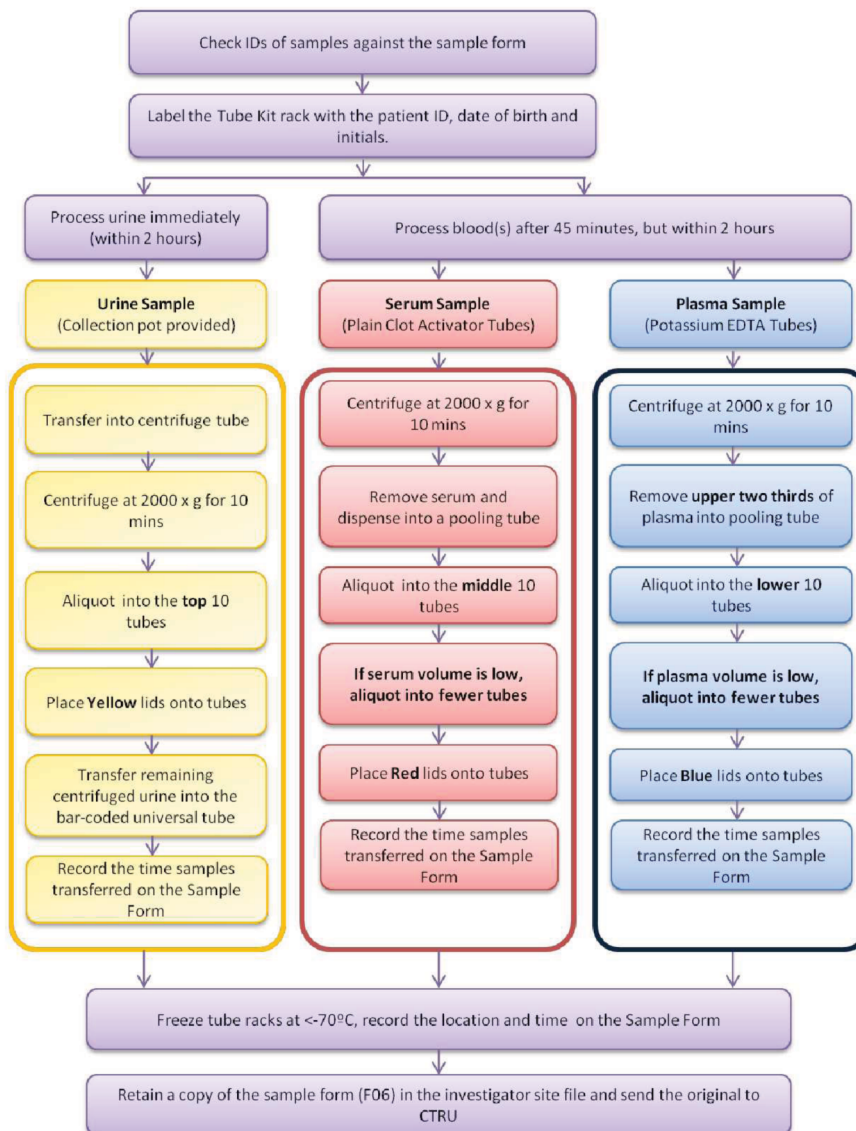 Check IDs of samples against the sample form
Label the Tube Kit rack with the patient ID, date of birth and
initials.
Process urine immediately
(within 2 hours)
Process blood(s) after 45 minutes, but within 2 hours
Urine Sample
(Collection pot provided)
Serum Sample
(Plain Clot Activator Tubes)
Plasma Sample
(Potassium EDTA Tubes)
Transfer into centrifuge tube
Centrifuge at 2000 x g for 10
mins
Aliquot into the top 10
tubes
Place Yellow lids onto tubes
Transfer remaining
centrifuged urine into the
bar-coded universal tube
Record the time samples
transferred on the Sample
Form
Centrifuge at 2000 x g for
10 mins
Remove serum and
dispense into a pooling tube
Aliquot into the middle 10
tubes
If serum volume is low,
aliquot into fewer tubes
Place Red lids onto tubes
Record the time samples
transferred on the Sample
Form
Centrifuge at 2000 x g for 10
mins
Remove upper two thirds of
plasma into pooling tube
Aliquot into the lower 10
tubes
If plasma volume is low,
aliquot into fewer tubes
Place Blue lids onto tubes
Record the time samples
transferred on the Sample
Form
Freeze tube racks at <-70ºC, record the location and time on the Sample Form
Retain a copy of the sample form (F06) in the investigator site file and send the original to
CTRU